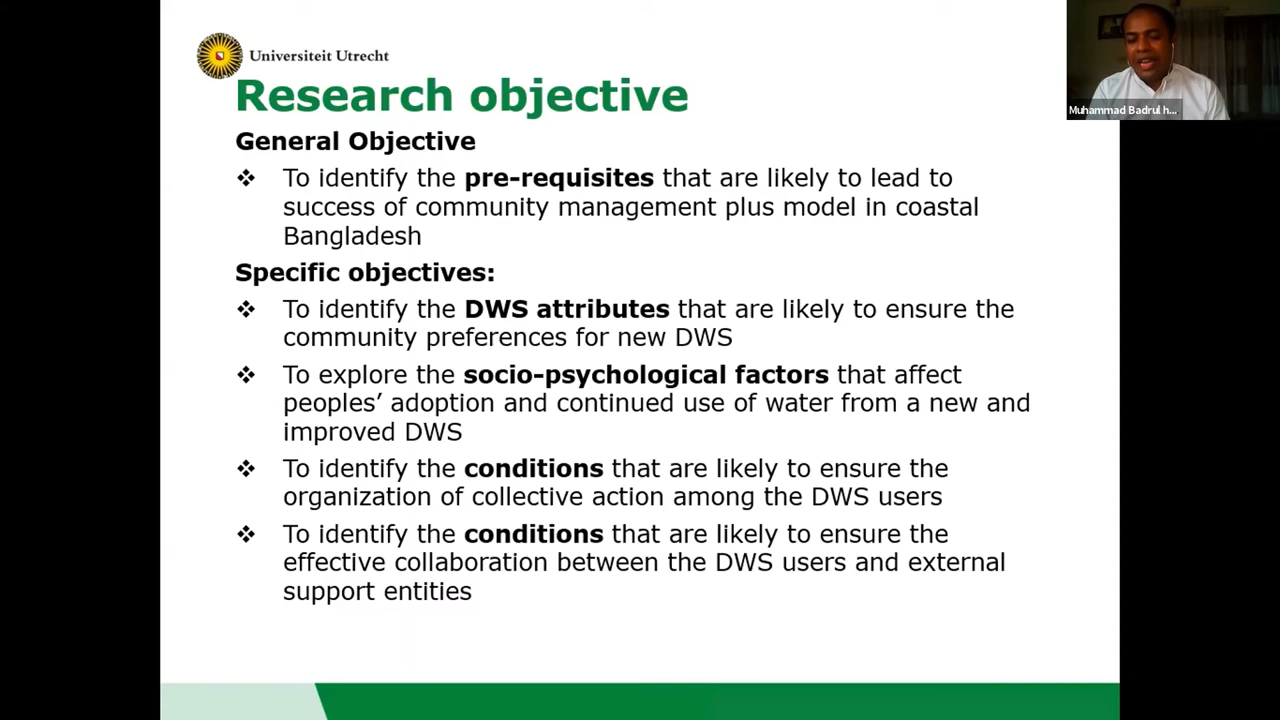 Universiteit Utrecht
Research objective
General Objective
❖ To identify the pre-requisites that are likely to lead to
success of community management plus model in coastal
Bangladesh
Specific objectives:
❖ To identify the DWS attributes that are likely to ensure the
community preferences for new DWS
❖ To explore the socio-psychological factors that affect
peoples’ adoption and continued use of water from a new and
improved DWS
❖ To identify the conditions that are likely to ensure the
organization of collective action among the DWS users
❖ To identify the conditions that are likely to ensure the
effective collaboration between the DWS users and external
support entities
Muhammad Badrul h...